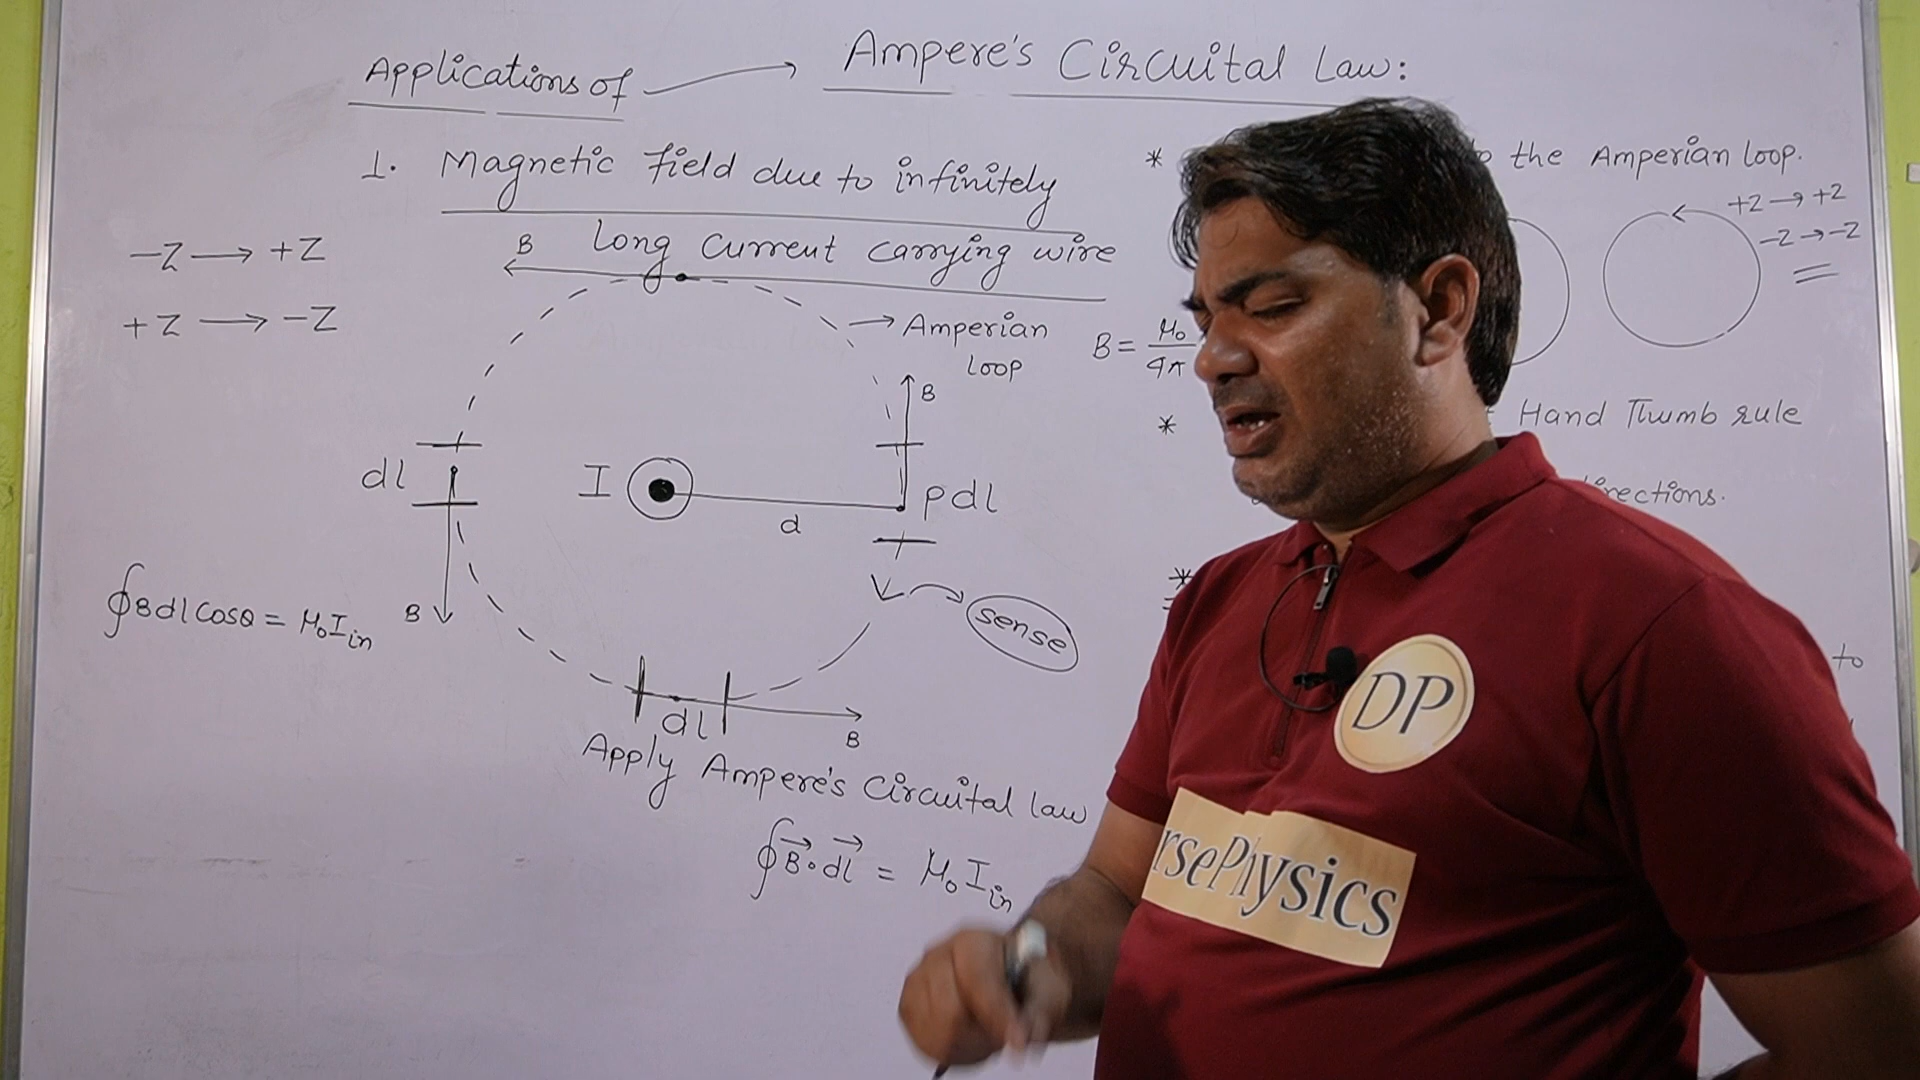 Applications of → Ampere's Circuital Law:
1. Magnetic field due to infinitely
Long Current carrying wire
-Z → +Z
+Z → -Z
B
→ Amperian
loop
B
dl
I
d
p dl
sense
∮Bdl cosθ = μ₀I_in
B
dl
B
Apply Ampere's Circuital law
∮B⃗·dl⃗ = μ₀I_in
* the Amperian loop.
+Z → +Z
-Z → -Z
B = μ₀/4π
* Hand Thumb rule
directions.
*
to
DP
rsePhysics